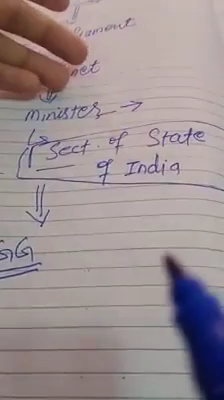 Minister →
Sect. of State
of India
GG